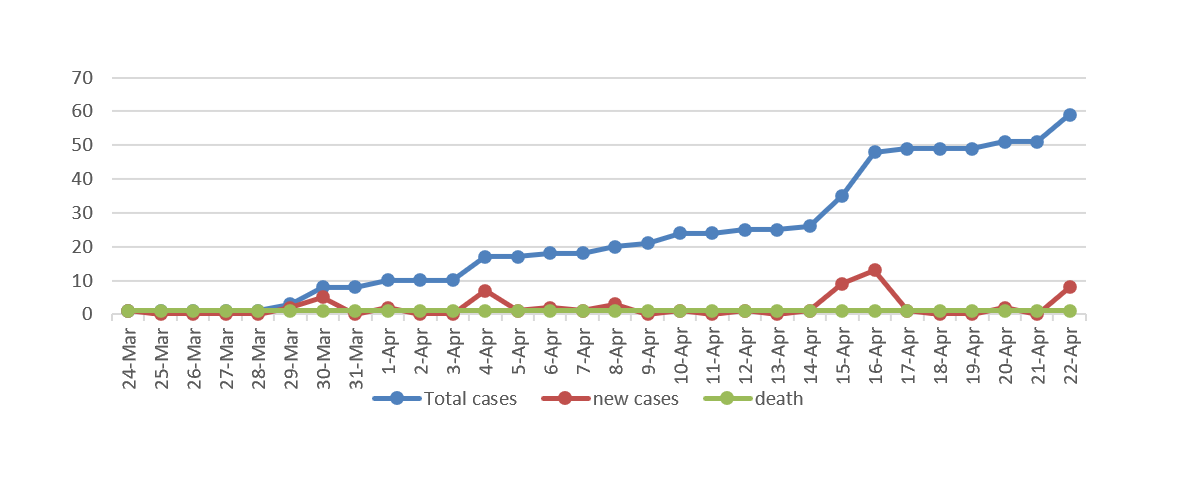 70
60
50
40
30
20
10
0
24-Mar
25-Mar
26-Mar
27-Mar
28-Mar
29-Mar
30-Mar
31-Mar
1-Apr
2-Apr
3-Apr
4-Apr
5-Apr
6-Apr
7-Apr
8-Apr
9-Apr
10-Apr
11-Apr
12-Apr
13-Apr
14-Apr
15-Apr
16-Apr
17-Apr
18-Apr
19-Apr
20-Apr
21-Apr
22-Apr
Total cases new cases death